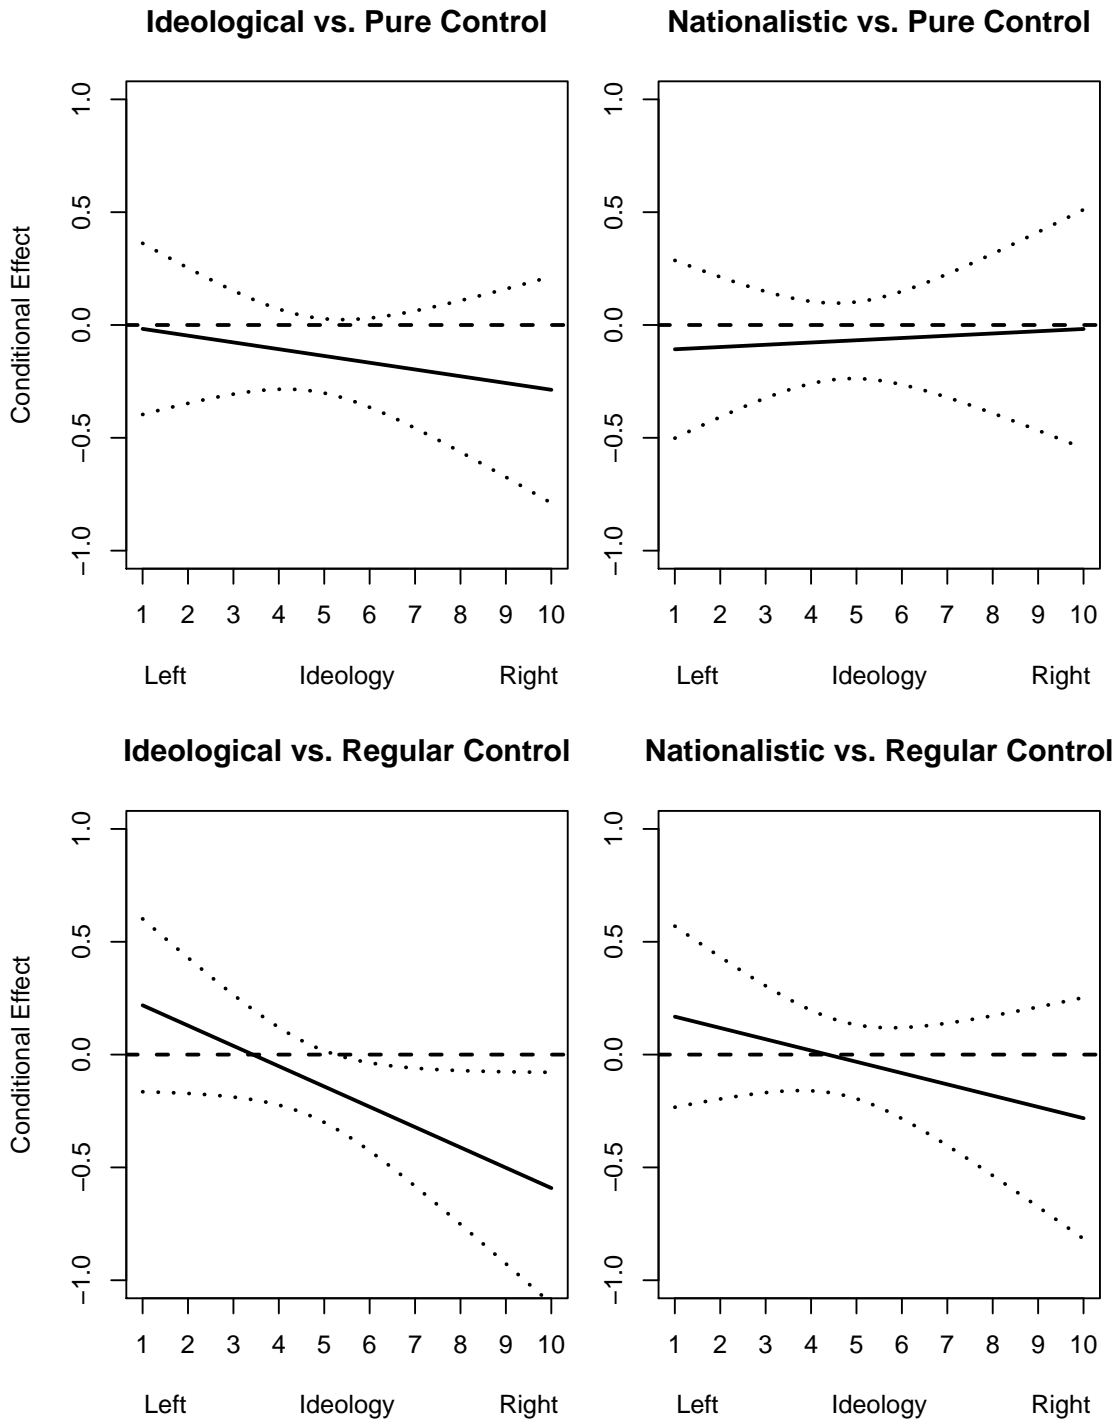 Ideological vs. Pure Control
Nationalistic vs. Pure Control
Conditional Effect
1.0
0.5
0.0
−0.5
−1.0
1 2 3 4 5 6 7 8 9 10
Left Ideology Right
1.0
0.5
0.0
−0.5
−1.0
1 2 3 4 5 6 7 8 9 10
Left Ideology Right
Ideological vs. Regular Control
Nationalistic vs. Regular Control
Conditional Effect
1.0
0.5
0.0
−0.5
−1.0
1 2 3 4 5 6 7 8 9 10
Left Ideology Right
1.0
0.5
0.0
−0.5
−1.0
1 2 3 4 5 6 7 8 9 10
Left Ideology Right